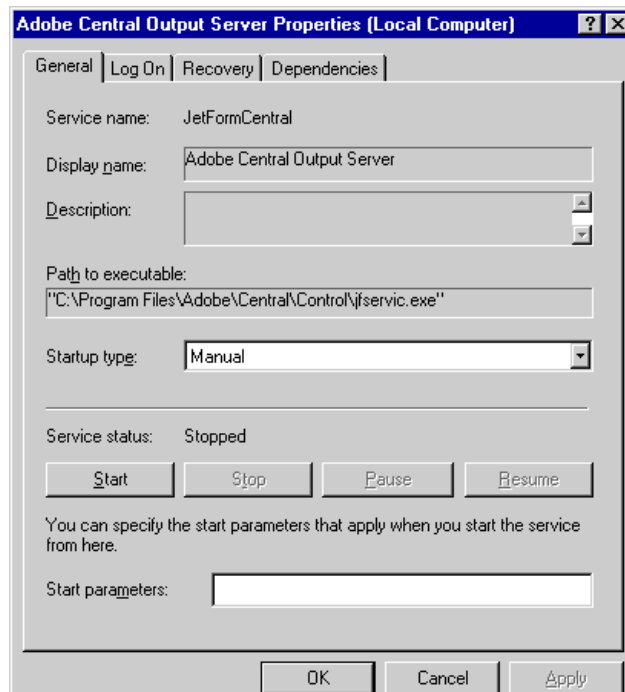 Adobe Central Output Server Properties (Local Computer)
General Log On Recovery Dependencies
Service name: JetFormCentral
Display name: Adobe Central Output Server
Description:
Path to executable:
"C:\Program Files\Adobe\Central\Control\jfservic.exe"
Startup type: Manual
Service status: Stopped
Start Stop Pause Resume
You can specify the start parameters that apply when you start the service
from here.
Start parameters:
OK Cancel Apply